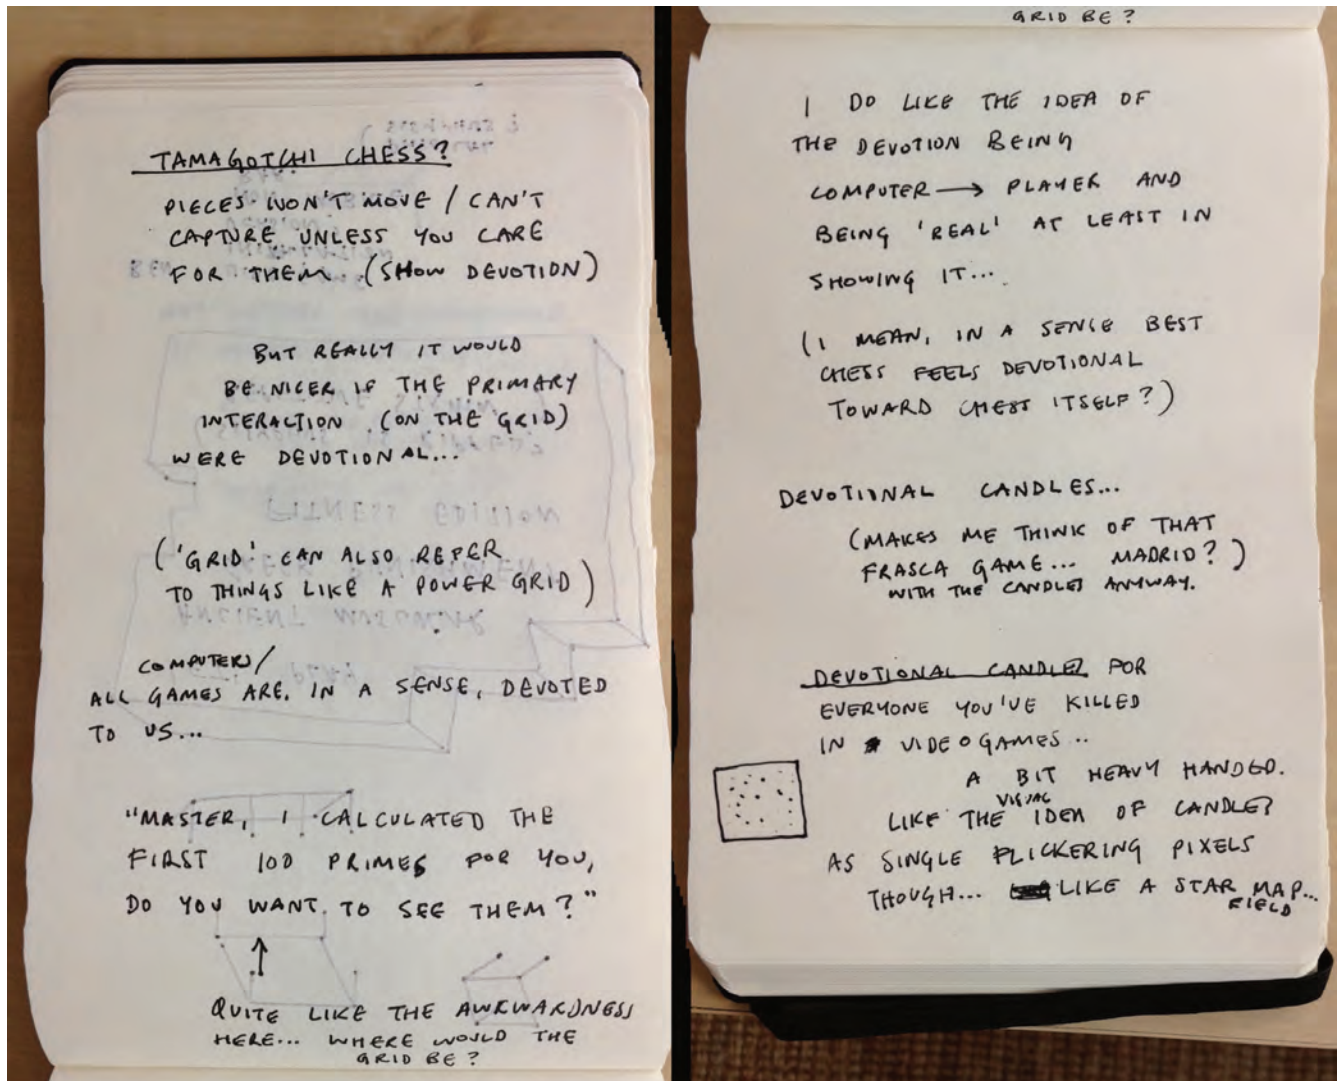 TAMAGOTCHI CHESS?
PIECES WON'T MOVE / CAN'T
CAPTURE UNLESS YOU CARE
FOR THEM... (SHOW DEVOTION)
BUT REALLY IT WOULD
BE NICER IF THE PRIMARY
INTERACTION (ON THE GRID)
WERE DEVOTIONAL...
('GRID' CAN ALSO REFER
TO THINGS LIKE A POWER GRID)
COMPUTERS/
ALL GAMES ARE, IN A SENSE, DEVOTED
TO US...
"MASTER, I CALCULATED THE
FIRST 100 PRIMES FOR YOU,
DO YOU WANT TO SEE THEM?"
QUITE LIKE THE AWKWARDNESS
HERE... WHERE WOULD THE
GRID BE?
GRID BE?
I DO LIKE THE IDEA OF
THE DEVOTION BEING
COMPUTER → PLAYER AND
BEING 'REAL' AT LEAST IN
SHOWING IT...
(I MEAN, IN A SENSE BEST
CHESS FEELS DEVOTIONAL
TOWARD CHESS ITSELF?)
DEVOTIONAL CANDLES...
(MAKES ME THINK OF THAT
FRASCA GAME... MADRID?)
WITH THE CANDLES ANYWAY.
DEVOTIONAL CANDLES FOR
EVERYONE YOU'VE KILLED
IN VIDEOGAMES...
A BIT HEAVY HANDED.
LIKE THE VISUAL IDEA OF CANDLES
AS SINGLE FLICKERING PIXELS
THOUGH... LIKE A STAR MAP...
FIELD